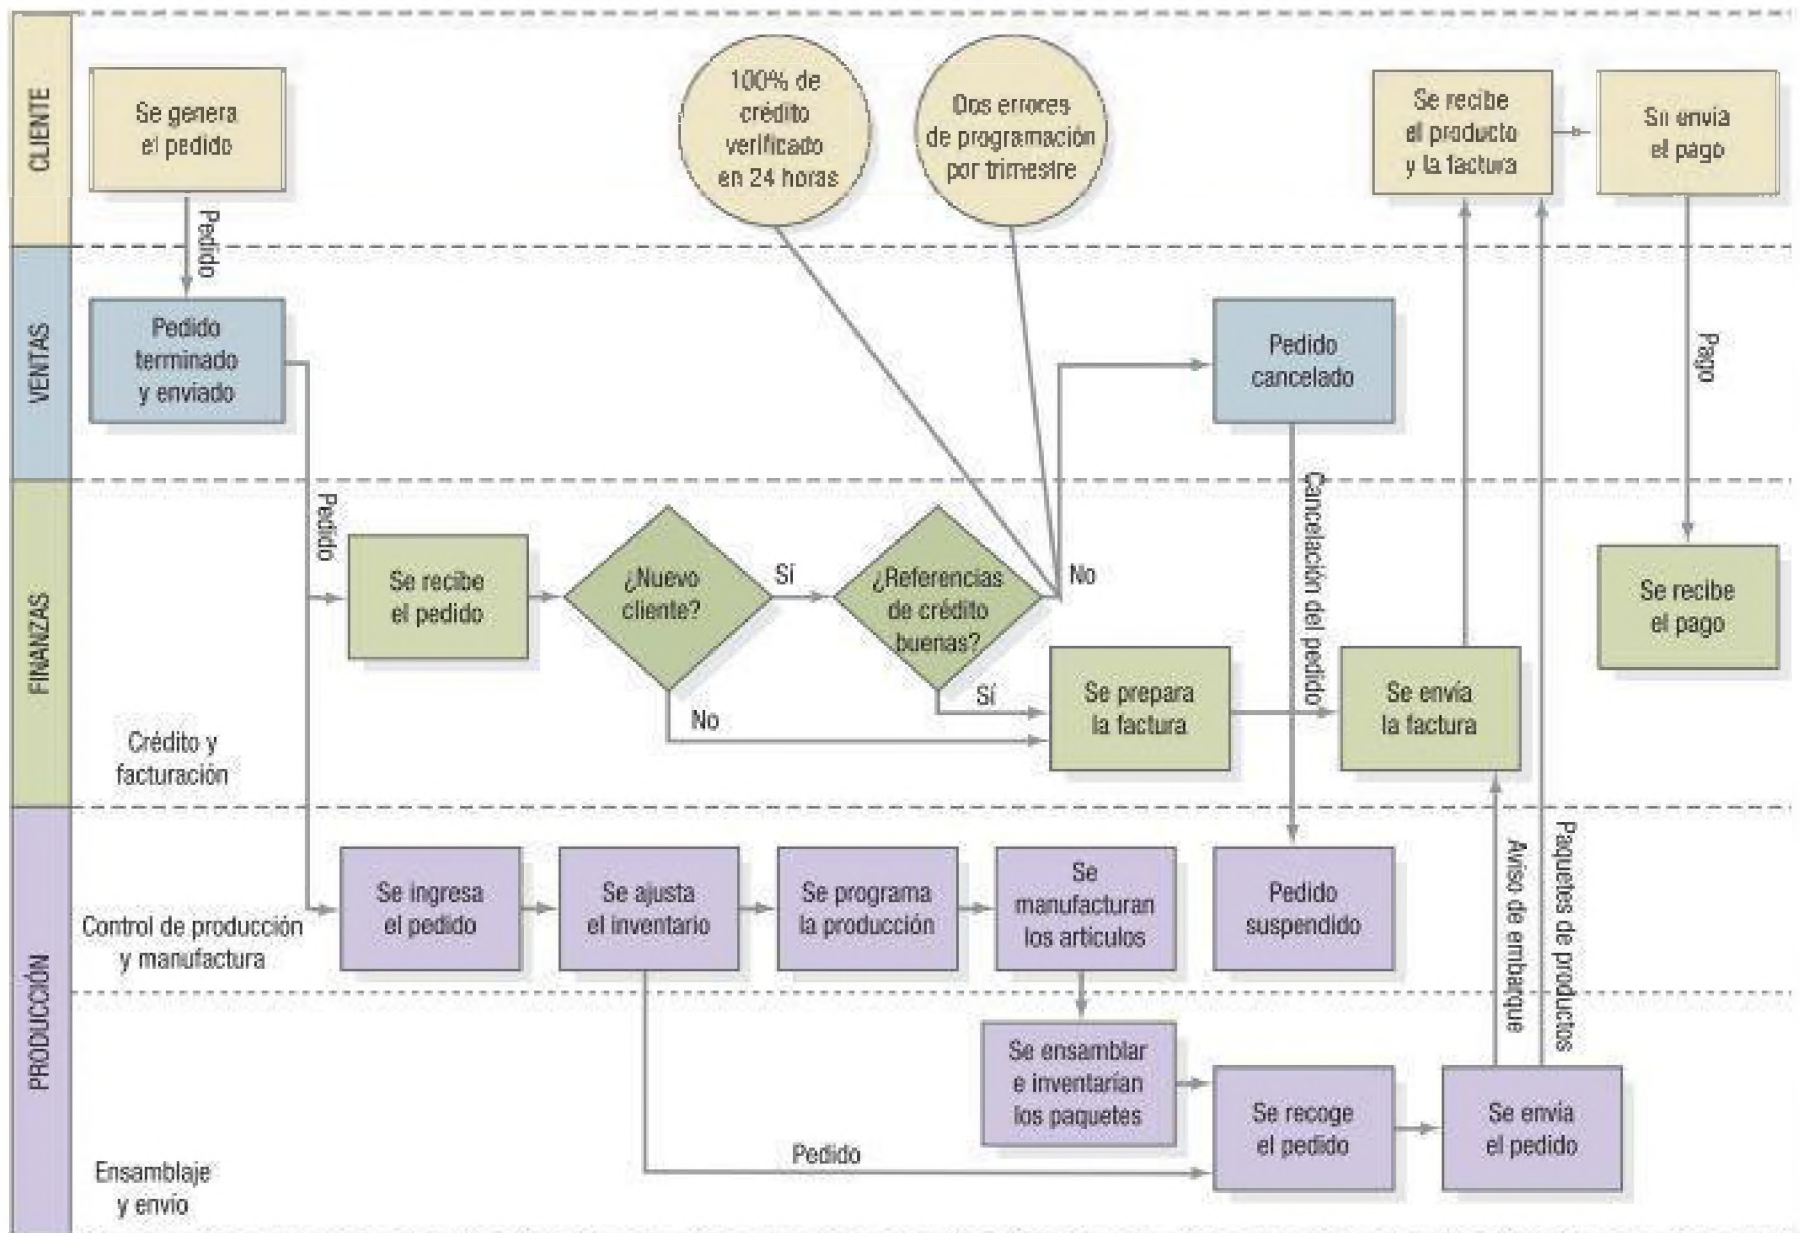 CLIENTE
Se genera
el pedido
100% de
crédito
verificado
en 24 horas
Dos errores
de programación
por trimestre
Se recibe
el producto
y la factura
Sn envía
el pago
Pedido
VENTAS
Pedido
terminado
y enviado
Pedido
cancelado
Pago
FINANZAS
Pedido
Se recibe
el pedido
¿Nuevo
cliente?
Sí
¿Referencias
de crédito
buenas?
No
Cancelación del pedido
Se recibe
el pago
Sí
No
Se prepara
la factura
Se envía
la factura
Crédito y
facturación
PRODUCCIÓN
Control de producción
y manufactura
Se ingresa
el pedido
Se ajusta
el inventario
Se programa
la producción
Se
manufacturan
los artículos
Pedido
suspendido
Aviso de embarque
Paquetes de productos
Se ensamblar
e inventarían
los paquetes
Se recoge
el pedido
Se envía
el pedido
Pedido
Ensamblaje
y envío